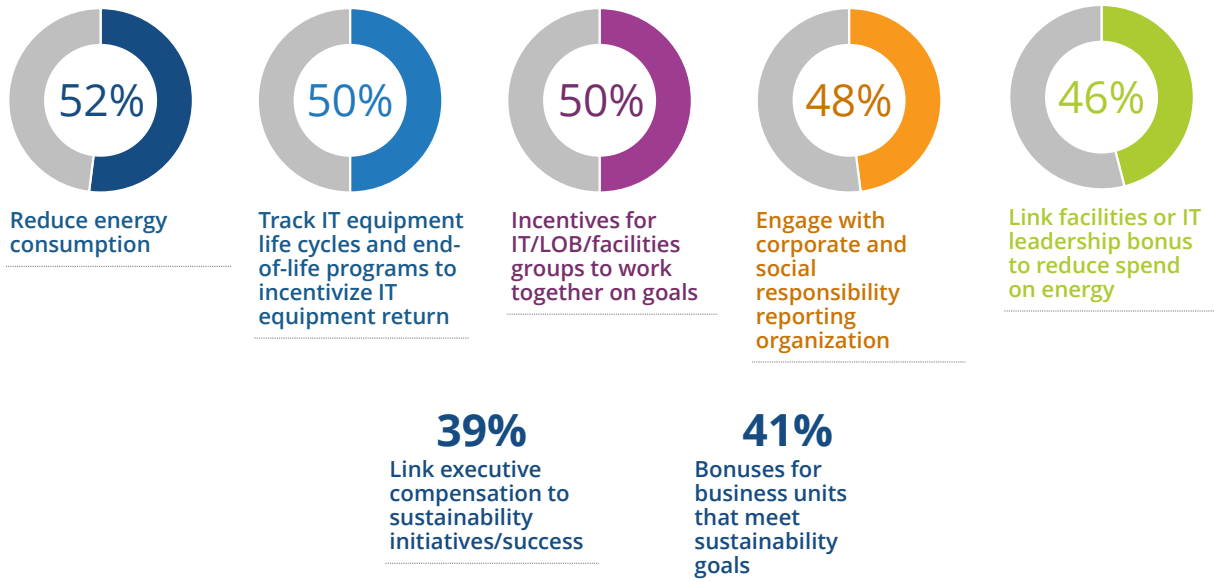 52%
50%
50%
48%
46%
Reduce energy
consumption
Track IT equipment
life cycles and end-
of-life programs to
incentivize IT
equipment return
Incentives for
IT/LOB/facilities
groups to work
together on goals
Engage with
corporate and
social
responsibility
reporting
organization
Link facilities or IT
leadership bonus
to reduce spend
on energy
39%
Link executive
compensation to
sustainability
initiatives/success
41%
Bonuses for
business units
that meet
sustainability
goals